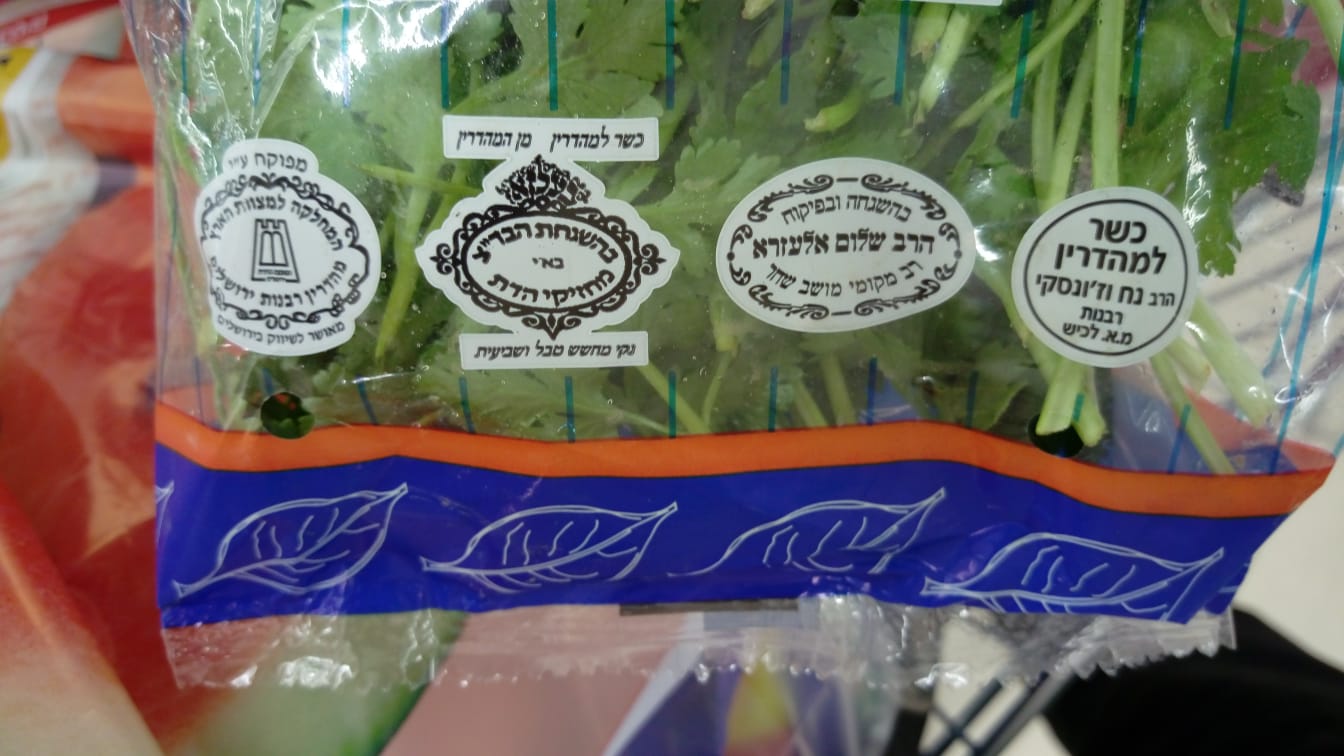 כשר למהדרין מן המהדרין
בהשגחת הבד״ץ
בא״י
מחזיקי הדת
נקי מחשש טבל ושביעית
בהשגחה ובפיקוח
הרב שלום אלעזרא
רב מקומי מושב שחר
כשר
למהדרין
הרב נח וז׳ונסקי
רבנות
מ.א. לכיש
מפוקח ע״י
המחלקה למצוות הארץ
מהדרין רבנות ירושלים
מאושר לשיווק בירושלים